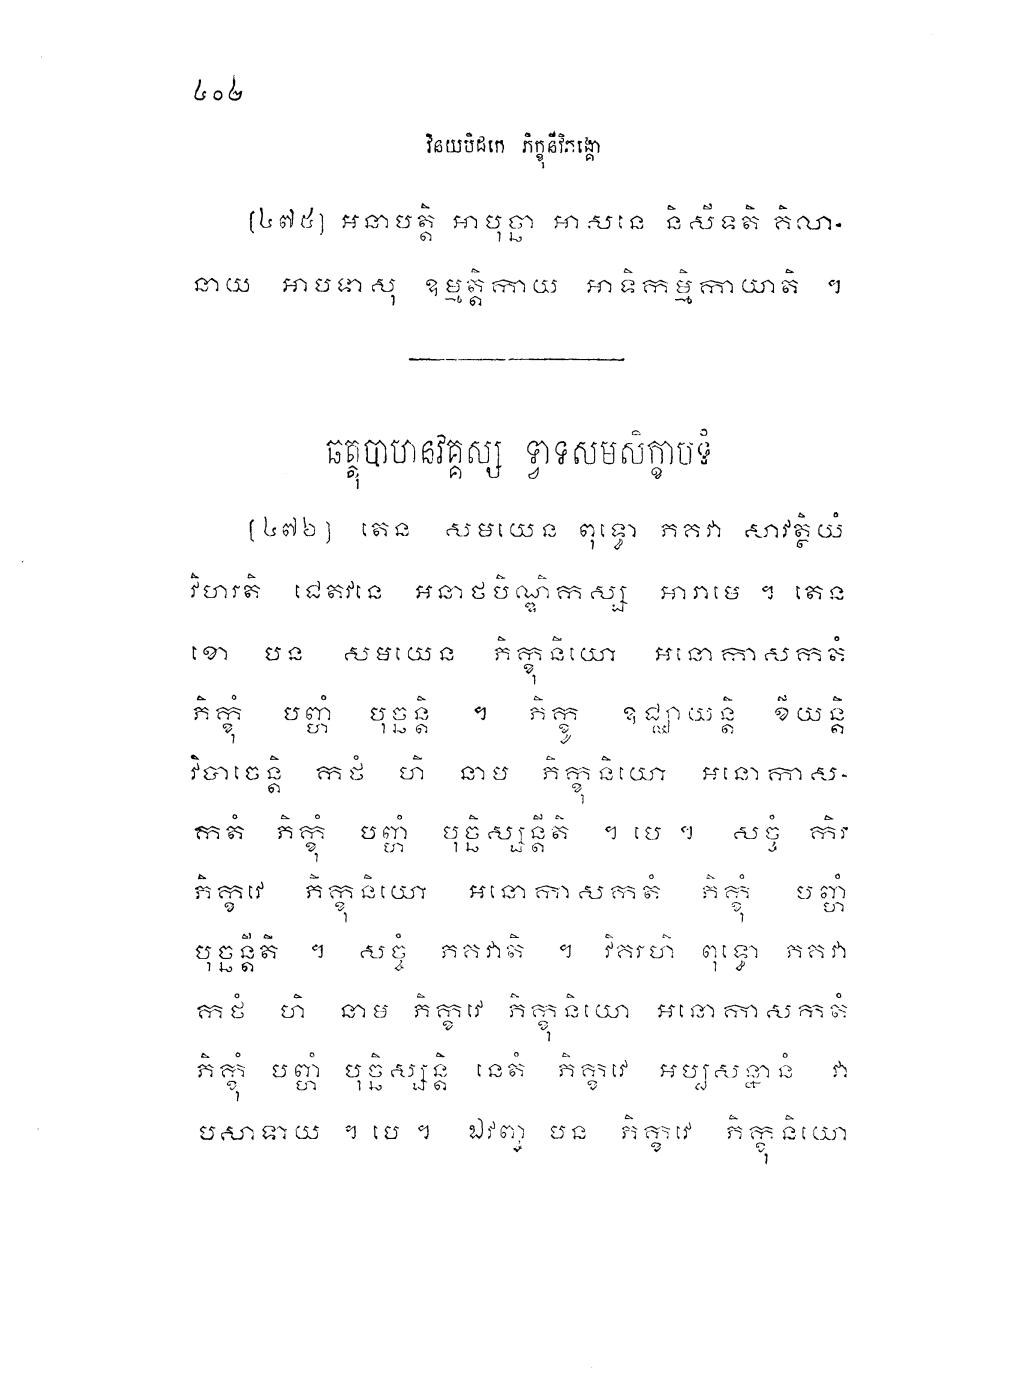 ៤០៤
វិនយបិដកេ ភិក្ខុនីវិភង្គោ
(៤៧៥) អនាបត្តិ អាបុច្ឆា អាសនេ និសីទតិ គិលា-
នាយ អាបទាសុ ឧម្មត្តិកាយ អាទិកម្មិកាយាតិ ។
ឆត្តុបាហនវគ្គស្ស ទ្វាទសមសិក្ខាបទំ
(៤៧៦) តេន សមយេន ពុទ្ធោ ភគវា សាវត្ថិយំ
វិហរតិ ជេតវនេ អនាថបិណ្ឌិកស្ស អារាមេ ។ តេន
ខោ បន សមយេន ភិក្ខុនីយោ អនោកាសកតំ
ភិក្ខុំ បញ្ហំ បុច្ឆន្តិ ។ ភិក្ខូ ឧជ្ឈាយន្តិ ខីយន្តិ
វិបាចេន្តិ កថំ ហិ នាម ភិក្ខុនិយោ អនោកាស-
កតំ ភិក្ខុំ បញ្ហំ បុច្ឆិស្សន្តីតិ ។ បេ ។ សច្ចំ កិរ
ភិក្ខវេ ភិក្ខុនិយោ អនោកាសកតំ ភិក្ខុំ បញ្ហំ
បុច្ឆន្តីតិ ។ សច្ចំ ភគវាតិ ។ វិគរហិ ពុទ្ធោ ភគវា
កថំ ហិ នាម ភិក្ខវេ ភិក្ខុនិយោ អនោកាសកតំ
ភិក្ខុំ បញ្ហំ បុច្ឆិស្សន្តិ នេតំ ភិក្ខវេ អប្បសន្នានំ វា
បសាទាយ ។ បេ ។ ឯវញ្ច បន ភិក្ខវេ ភិក្ខុនិយោ